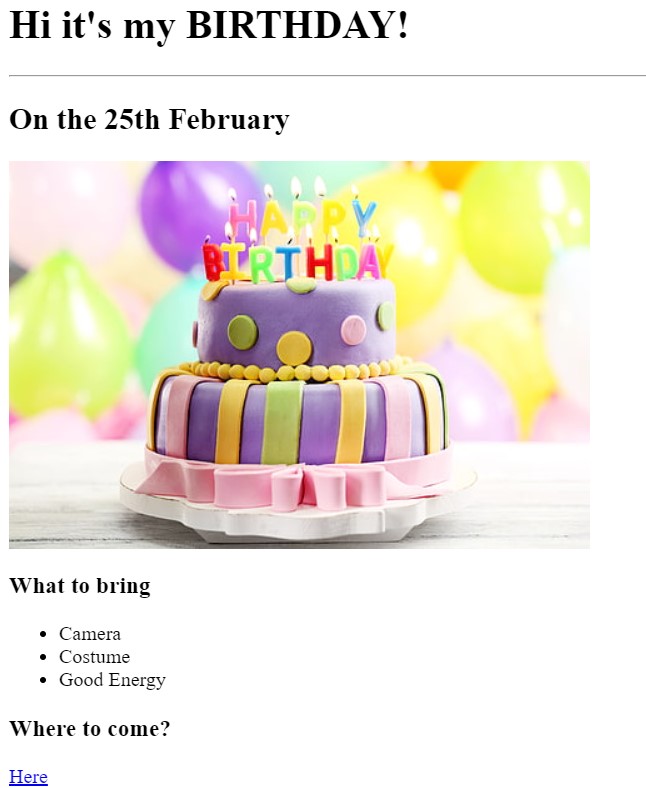 Hi it's my BIRTHDAY!
On the 25th February
HAPPY
BIRTHDAY
What to bring
Camera
Costume
Good Energy
Where to come?
Here